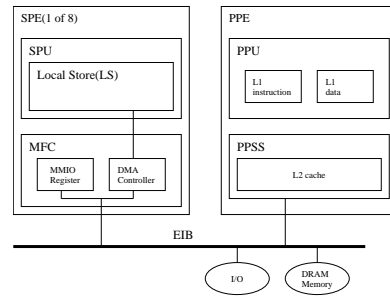 SPE(1 of 8)
SPU
Local Store(LS)
MFC
MMIO
Register
DMA
Controller
PPE
PPU
L1
instruction
L1
data
PPSS
L2 cache
EIB
I/O
DRAM
Memory